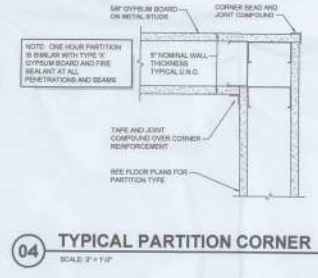 5/8" GYPSUM BOARD
ON METAL STUDS
CORNER BEAD AND
JOINT COMPOUND
NOTE: ONE HOUR PARTITION
IS SIMILAR WITH TYPE 'X'
GYPSUM BOARD AND FIRE
SEALANT AT ALL
PENETRATIONS AND BEAMS
5" NOMINAL WALL
THICKNESS
TYPICAL U.N.O.
TAPE AND JOINT
COMPOUND OVER CORNER
REINFORCEMENT
SEE FLOOR PLANS FOR
PARTITION TYPE
04
TYPICAL PARTITION CORNER
SCALE: 3" = 1'-0"